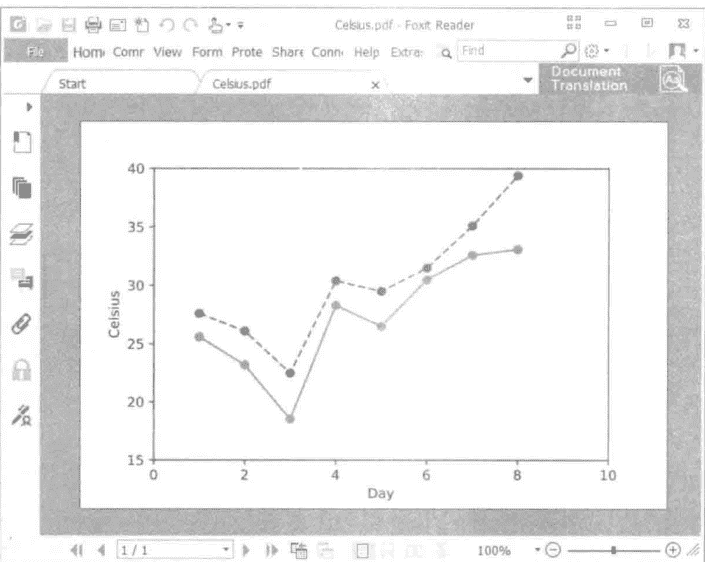 Celsius.pdf - Foxit Reader
File Hom Comr View Form Prote Share Conn Help Extra: Find
Start Celsius.pdf × Document
Translation
40
35
30
25
20
15
Celsius
0 2 4 6 8 10
Day
1 / 1 100%